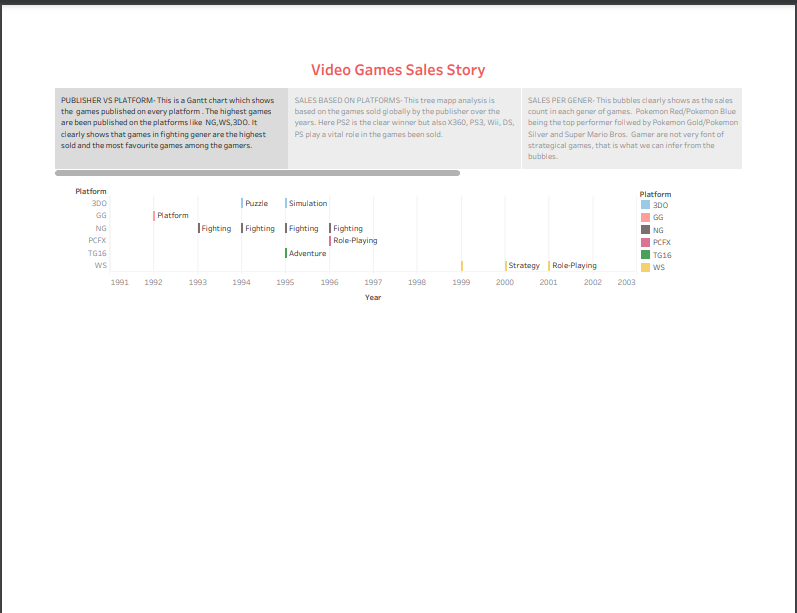 Video Games Sales Story
PUBLISHER VS PLATFORM- This is a Gantt chart which shows
the games published on every platform . The highest games
are been published on the platforms like NG,WS,3DO. It
clearly shows that games in fighting gener are the highest
sold and the most favourite games among the gamers.
SALES BASED ON PLATFORMS- This tree mapp analysis is
based on the games sold globally by the publisher over the
years. Here PS2 is the clear winner but also X360, PS3, Wii, DS,
PS play a vital role in the games been sold.
SALES PER GENER- This bubbles clearly shows as the sales
count in each gener of games. Pokemon Red/Pokemon Blue
being the top performer folwed by Pokemon Gold/Pokemon
Silver and Super Mario Bros. Gamer are not very font of
strategical games, that is what we can infer from the
bubbles.
Platform
3DO Puzzle Simulation
GG Platform
NG Fighting Fighting Fighting Fighting
PCFX Role-Playing
TG16 Adventure
WS Strategy Role-Playing
1991 1992 1993 1994 1995 1996 1997 1998 1999 2000 2001 2002 2003
Year
Platform
3DO
GG
NG
PCFX
TG16
WS